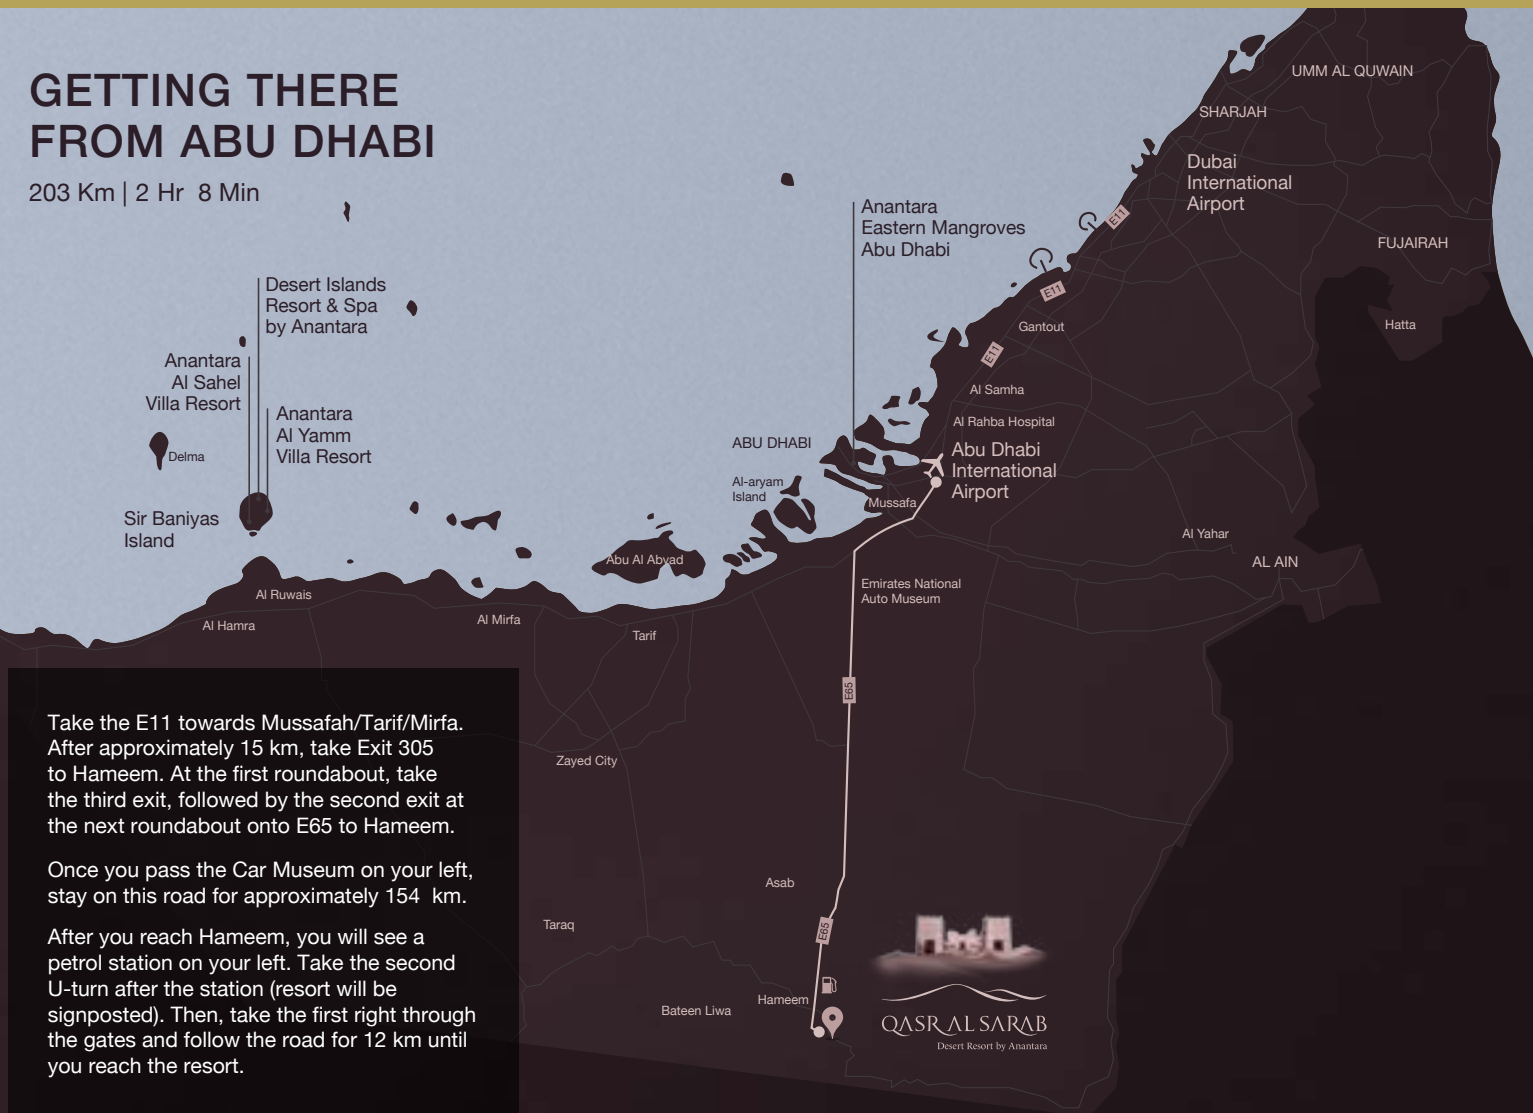 GETTING THERE
FROM ABU DHABI
203 Km | 2 Hr  8 Min
UMM AL QUWAIN
SHARJAH
Dubai
International
Airport
E11
FUJAIRAH
Anantara
Eastern Mangroves
Abu Dhabi
E11
Desert Islands
Resort & Spa
by Anantara
Gantout
Hatta
E11
Anantara
Al Sahel
Villa Resort
Al Samha
Anantara
Al Yamm
Villa Resort
Al Rahba Hospital
ABU DHABI
Abu Dhabi
International
Airport
Delma
Al-aryam
Island
Mussafa
Sir Baniyas
Island
Al Yahar
AL AIN
Abu Al Abyad
Emirates National
Auto Museum
Al Ruwais
Al Hamra
Al Mirfa
Tarif
E65
Zayed City
Asab
Taraq
E65
Hameem
Bateen Liwa
QASR AL SARAB
Desert Resort by Anantara
Take the E11 towards Mussafah/Tarif/Mirfa.
After approximately 15 km, take Exit 305
to Hameem. At the first roundabout, take
the third exit, followed by the second exit at
the next roundabout onto E65 to Hameem.
Once you pass the Car Museum on your left,
stay on this road for approximately 154  km.
After you reach Hameem, you will see a
petrol station on your left. Take the second
U-turn after the station (resort will be
signposted). Then, take the first right through
the gates and follow the road for 12 km until
you reach the resort.